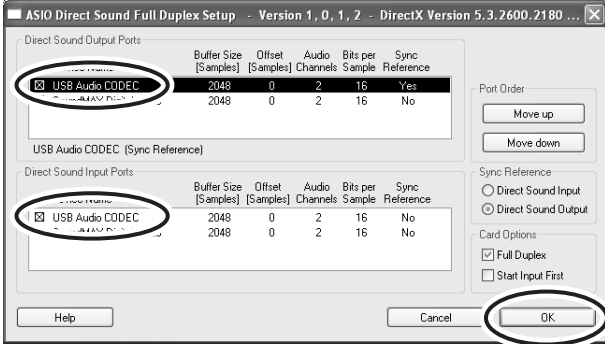 ASIO Direct Sound Full Duplex Setup - Version 1, 0, 1, 2 - DirectX Version 5.3.2600.2180 ...
Direct Sound Output Ports
Buffer Size Offset Audio Bits per Sync
[Samples] [Samples] Channels Sample Reference
USB Audio CODEC 2048 0 2 16 Yes
2048 0 2 16 No
USB Audio CODEC (Sync Reference)
Direct Sound Input Ports
Buffer Size Offset Audio Bits per Sync
[Samples] [Samples] Channels Sample Reference
USB Audio CODEC 2048 0 2 16 No
2048 0 2 16 No
Port Order
Move up
Move down
Sync Reference
Direct Sound Input
Direct Sound Output
Card Options
Full Duplex
Start Input First
Help
Cancel
OK